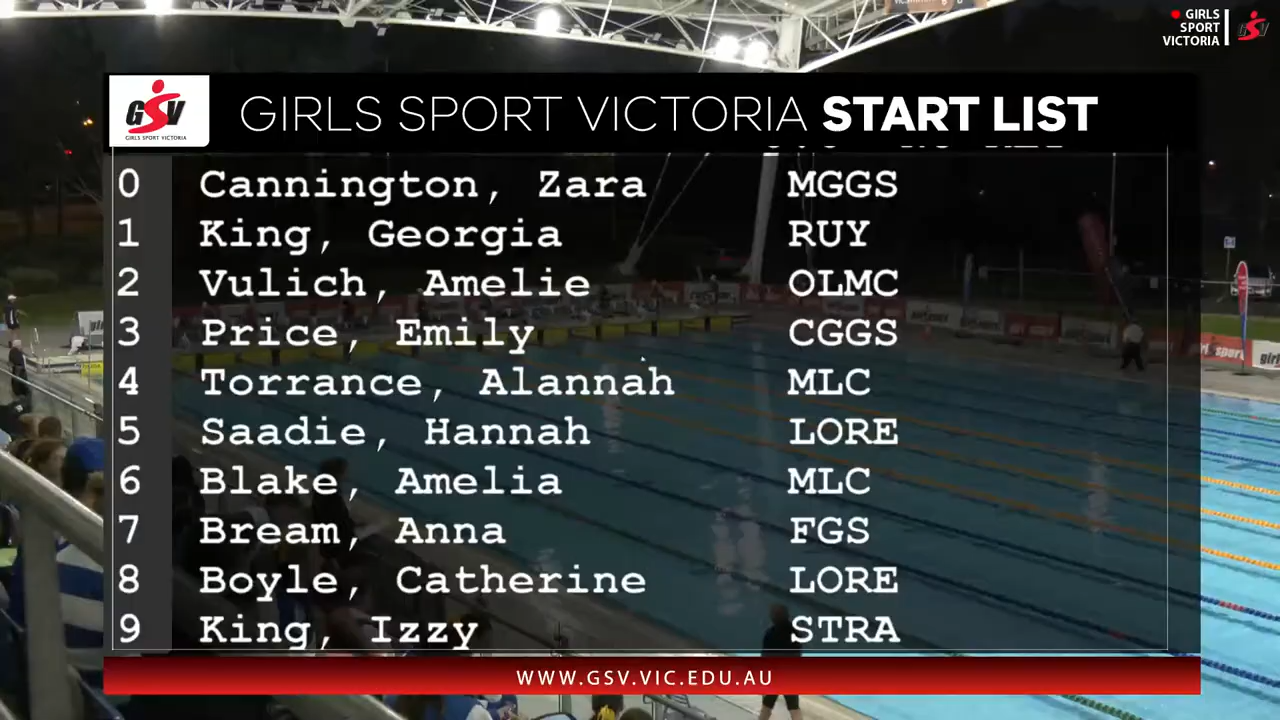 GIRLS
SPORT
VICTORIA
GSV
GSV
GIRLS SPORT VICTORIA
GIRLS SPORT VICTORIA START LIST
0 Cannington, Zara MGGS
1 King, Georgia RUY
2 Vulich, Amelie OLMC
3 Price, Emily CGGS
4 Torrance, Alannah MLC
5 Saadie, Hannah LORE
6 Blake, Amelia MLC
7 Bream, Anna FGS
8 Boyle, Catherine LORE
9 King, Izzy STRA
WWW.GSV.VIC.EDU.AU